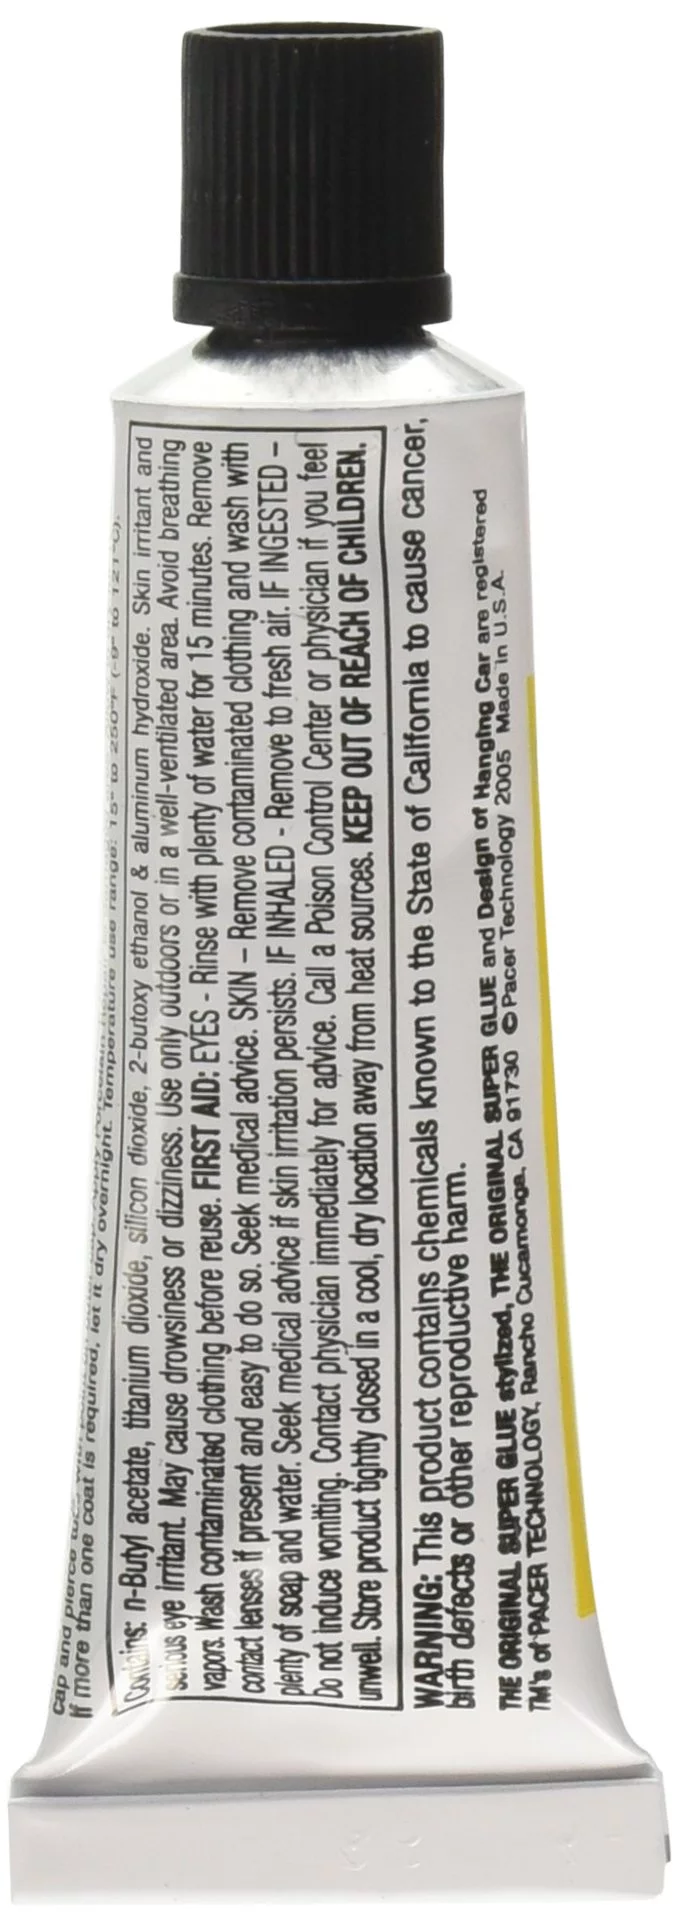 cap and pierce
If more than one coat is required, let it dry overnight. Temperature use range: 15° to 250°F (-9° to 121°C).
Contains: n-Butyl acetate, titanium dioxide, silicon dioxide, 2-butoxy ethanol & aluminum hydroxide. Skin irritant and
serious eye irritant. May cause drowsiness or dizziness. Use only outdoors or in a well-ventilated area. Avoid breathing
vapors. Wash contaminated clothing before reuse. FIRST AID: EYES - Rinse with plenty of water for 15 minutes. Remove
contact lenses if present and easy to do so. Seek medical advice. SKIN – Remove contaminated clothing and wash with
plenty of soap and water. Seek medical advice if skin irritation persists. IF INHALED - Remove to fresh air. IF INGESTED –
Do not induce vomiting. Contact physician immediately for advice. Call a Poison Control Center or physician if you feel
unwell. Store product tightly closed in a cool, dry location away from heat sources. KEEP OUT OF REACH OF CHILDREN.
WARNING: This product contains chemicals known to the State of California to cause cancer,
birth defects or other reproductive harm.
THE ORIGINAL SUPER GLUE stylized, THE ORIGINAL SUPER GLUE and Design of Hanging Car are registered
TM's of PACER TECHNOLOGY, Rancho Cucamonga, CA 91730 © Pacer Technology 2005 Made in U.S.A.